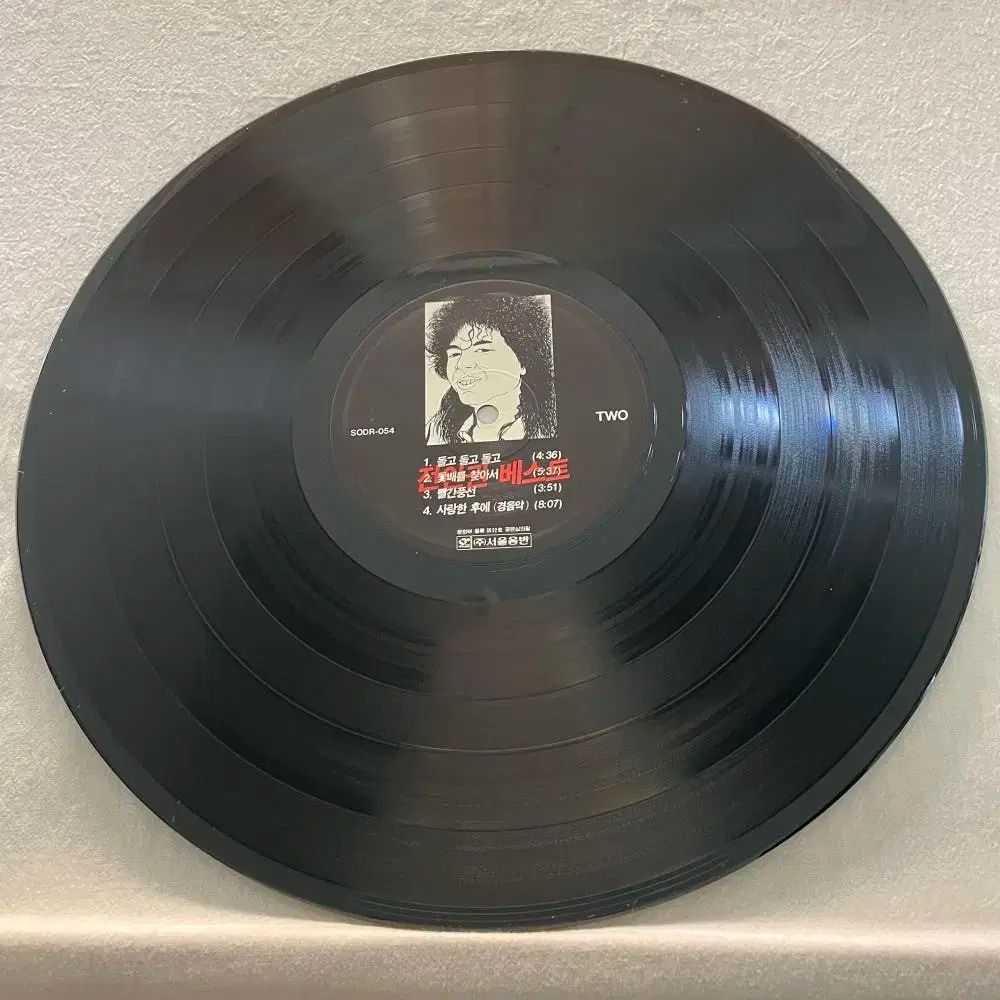 SODR-054
TWO
1. 돌고 돌고 돌고 (4:36)
전인권 베스트
2. 돛배를 찾아서 (5:37)
3. 빨간풍선 (3:51)
4. 사랑한 후에 (경음악) (8:07)
(주)서울음반